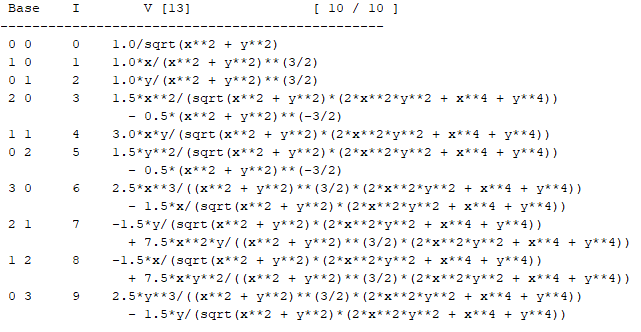 Base    I        V [13]               [ 10 / 10 ]
------------------------------------------------
0 0     0    1.0/sqrt(x**2 + y**2)
1 0     1    1.0*x/(x**2 + y**2)**(3/2)
0 1     2    1.0*y/(x**2 + y**2)**(3/2)
2 0     3    1.5*x**2/(sqrt(x**2 + y**2)*(2*x**2*y**2 + x**4 + y**4))
               - 0.5*(x**2 + y**2)**(-3/2)
1 1     4    3.0*x*y/(sqrt(x**2 + y**2)*(2*x**2*y**2 + x**4 + y**4))
0 2     5    1.5*y**2/(sqrt(x**2 + y**2)*(2*x**2*y**2 + x**4 + y**4))
               - 0.5*(x**2 + y**2)**(-3/2)
3 0     6    2.5*x**3/((x**2 + y**2)**(3/2)*(2*x**2*y**2 + x**4 + y**4))
               - 1.5*x/(sqrt(x**2 + y**2)*(2*x**2*y**2 + x**4 + y**4))
2 1     7    -1.5*y/(sqrt(x**2 + y**2)*(2*x**2*y**2 + x**4 + y**4))
               + 7.5*x**2*y/((x**2 + y**2)**(3/2)*(2*x**2*y**2 + x**4 + y**4))
1 2     8    -1.5*x/(sqrt(x**2 + y**2)*(2*x**2*y**2 + x**4 + y**4))
               + 7.5*x*y**2/((x**2 + y**2)**(3/2)*(2*x**2*y**2 + x**4 + y**4))
0 3     9    2.5*y**3/((x**2 + y**2)**(3/2)*(2*x**2*y**2 + x**4 + y**4))
               - 1.5*y/(sqrt(x**2 + y**2)*(2*x**2*y**2 + x**4 + y**4))